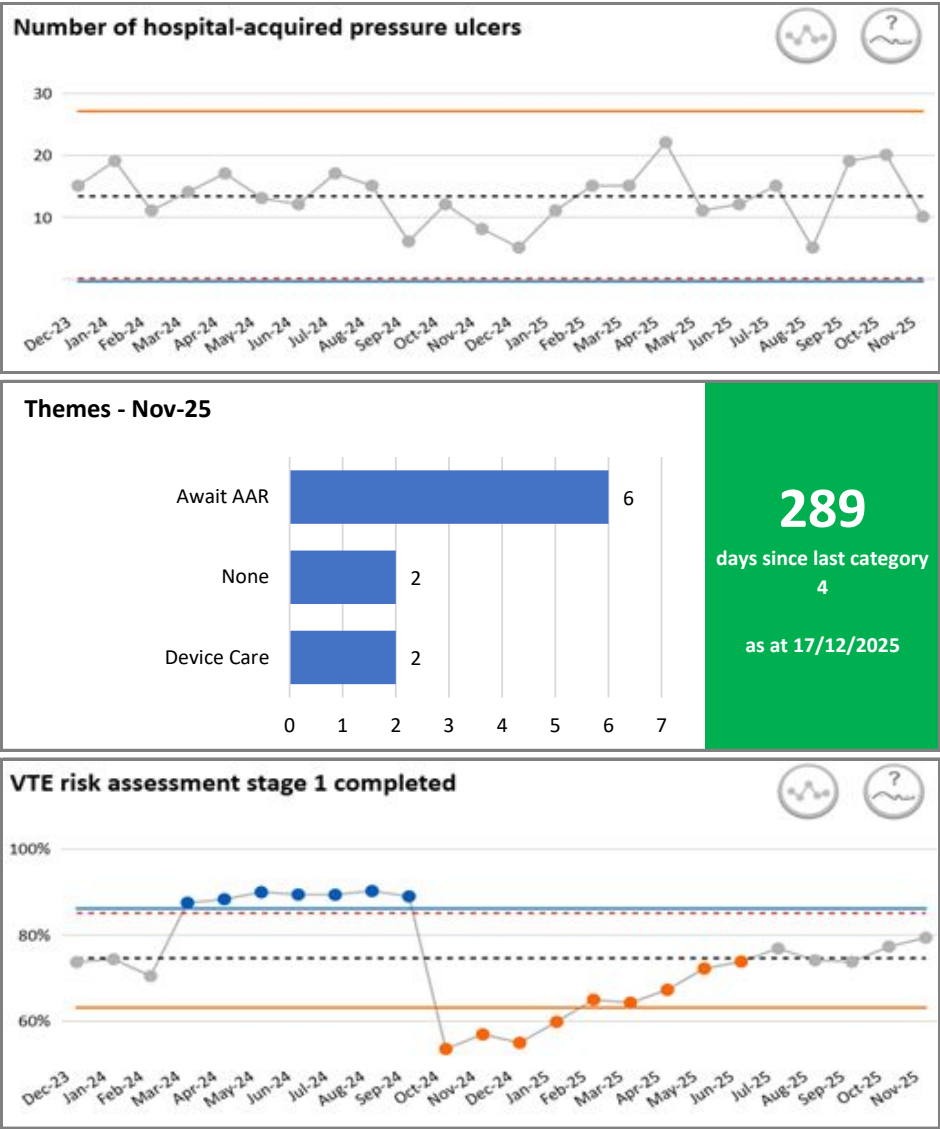 Number of hospital-acquired pressure ulcers
?
30
20
10
Dec-23 Jan-24 Feb-24 Mar-24 Apr-24 May-24 Jun-24 Jul-24 Aug-24 Sep-24 Oct-24 Nov-24 Dec-24 Jan-25 Feb-25 Mar-25 Apr-25 May-25 Jun-25 Jul-25 Aug-25 Sep-25 Oct-25 Nov-25
Themes - Nov-25
Await AAR 6
None 2
Device Care 2
0 1 2 3 4 5 6 7
289
days since last category
4
as at 17/12/2025
VTE risk assessment stage 1 completed
?
100%
80%
60%
Dec-23 Jan-24 Feb-24 Mar-24 Apr-24 May-24 Jun-24 Jul-24 Aug-24 Sep-24 Oct-24 Nov-24 Dec-24 Jan-25 Feb-25 Mar-25 Apr-25 May-25 Jun-25 Jul-25 Aug-25 Sep-25 Oct-25 Nov-25